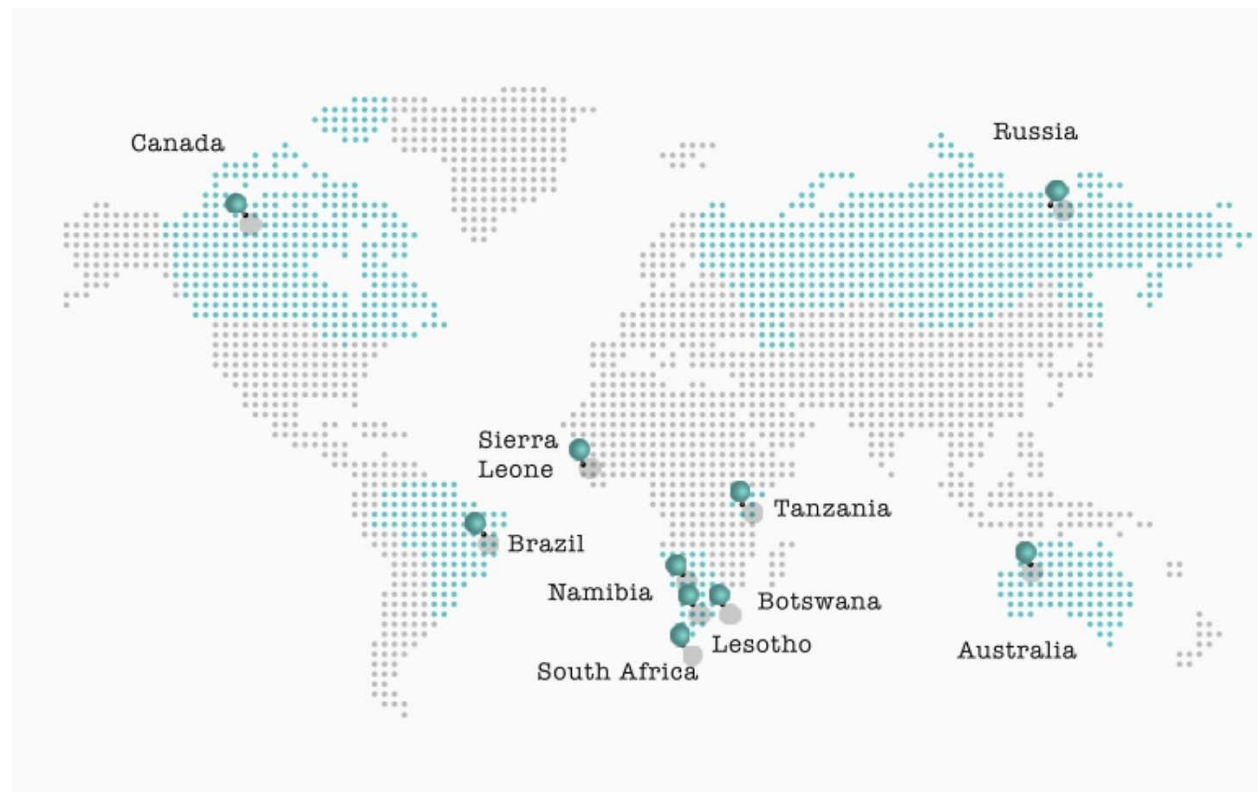 Russia
Canada
Sierra
Leone
Tanzania
Brazil
Namibia
Botswana
Lesotho
Australia
South Africa